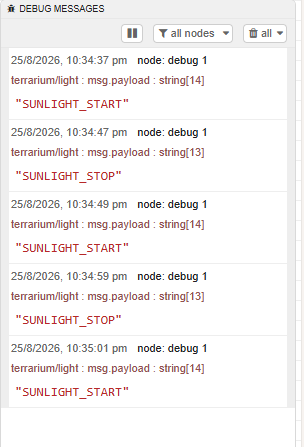 DEBUG MESSAGES
all nodes all
25/8/2026, 10:34:37 pm node: debug 1
terrarium/light : msg.payload : string[14]
"SUNLIGHT_START"
25/8/2026, 10:34:47 pm node: debug 1
terrarium/light : msg.payload : string[13]
"SUNLIGHT_STOP"
25/8/2026, 10:34:49 pm node: debug 1
terrarium/light : msg.payload : string[14]
"SUNLIGHT_START"
25/8/2026, 10:34:59 pm node: debug 1
terrarium/light : msg.payload : string[13]
"SUNLIGHT_STOP"
25/8/2026, 10:35:01 pm node: debug 1
terrarium/light : msg.payload : string[14]
"SUNLIGHT_START"